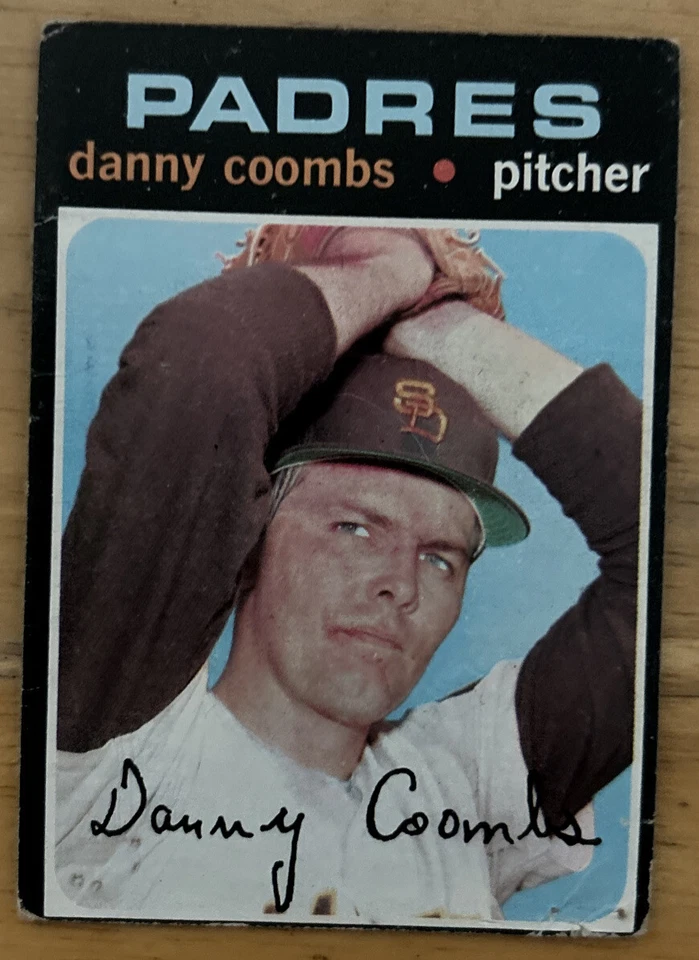 PADRES
danny coombs • pitcher
SD
Danny Coombs